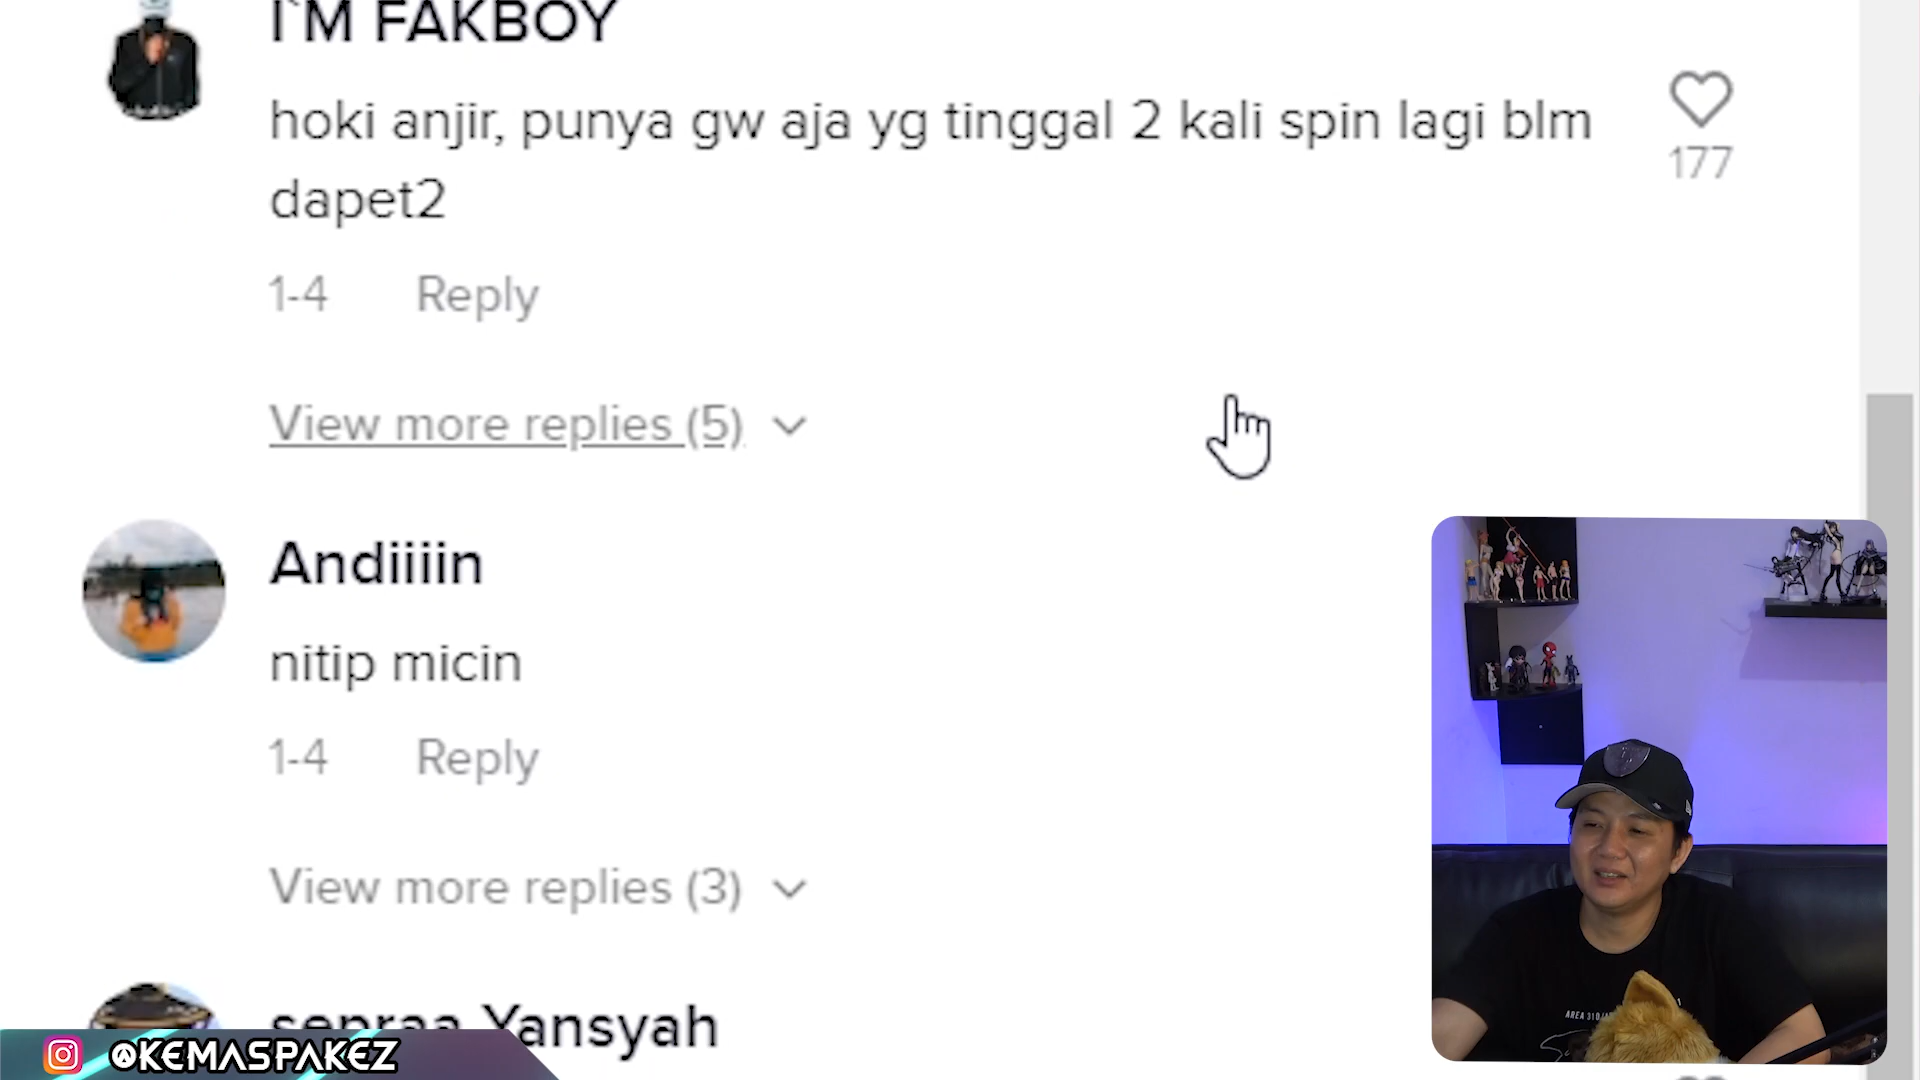 I`M FAKBOY
hoki anjir, punya gw aja yg tinggal 2 kali spin lagi blm
dapet2
177
1-4 Reply
View more replies (5)
Andiiiin
nitip micin
1-4 Reply
View more replies (3)
sepraa Yansyah
@KEMASPAKEZ